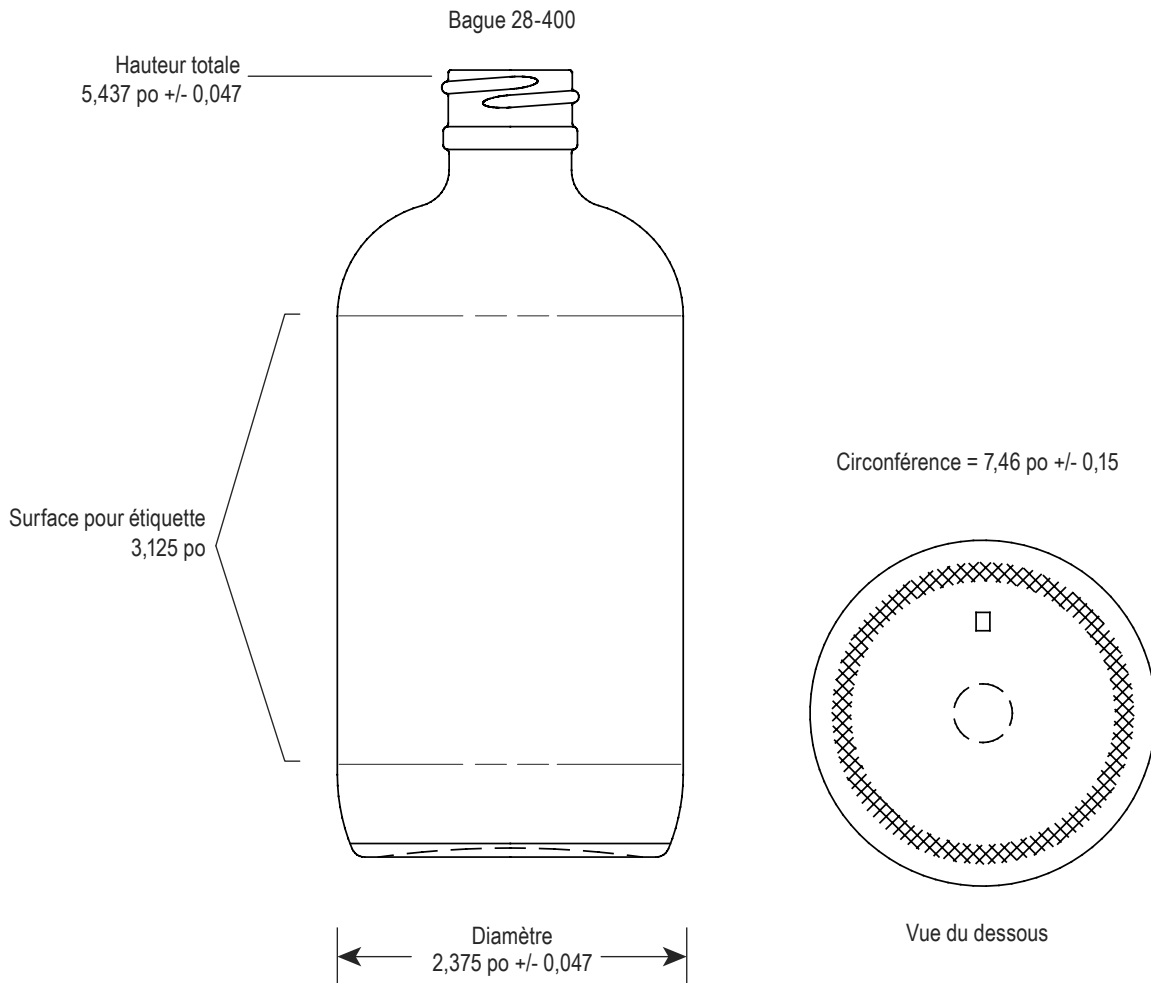 Bague 28-400
Hauteur totale
5,437 po +/- 0,047
Circonférence = 7,46 po +/- 0,15
Surface pour étiquette
3,125 po
Diamètre
2,375 po +/- 0,047
Vue du dessous